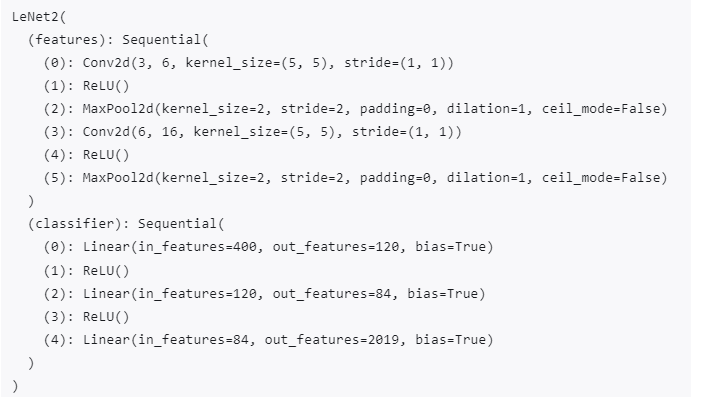 LeNet2(
  (features): Sequential(
    (0): Conv2d(3, 6, kernel_size=(5, 5), stride=(1, 1))
    (1): ReLU()
    (2): MaxPool2d(kernel_size=2, stride=2, padding=0, dilation=1, ceil_mode=False)
    (3): Conv2d(6, 16, kernel_size=(5, 5), stride=(1, 1))
    (4): ReLU()
    (5): MaxPool2d(kernel_size=2, stride=2, padding=0, dilation=1, ceil_mode=False)
  )
  (classifier): Sequential(
    (0): Linear(in_features=400, out_features=120, bias=True)
    (1): ReLU()
    (2): Linear(in_features=120, out_features=84, bias=True)
    (3): ReLU()
    (4): Linear(in_features=84, out_features=2019, bias=True)
  )
)